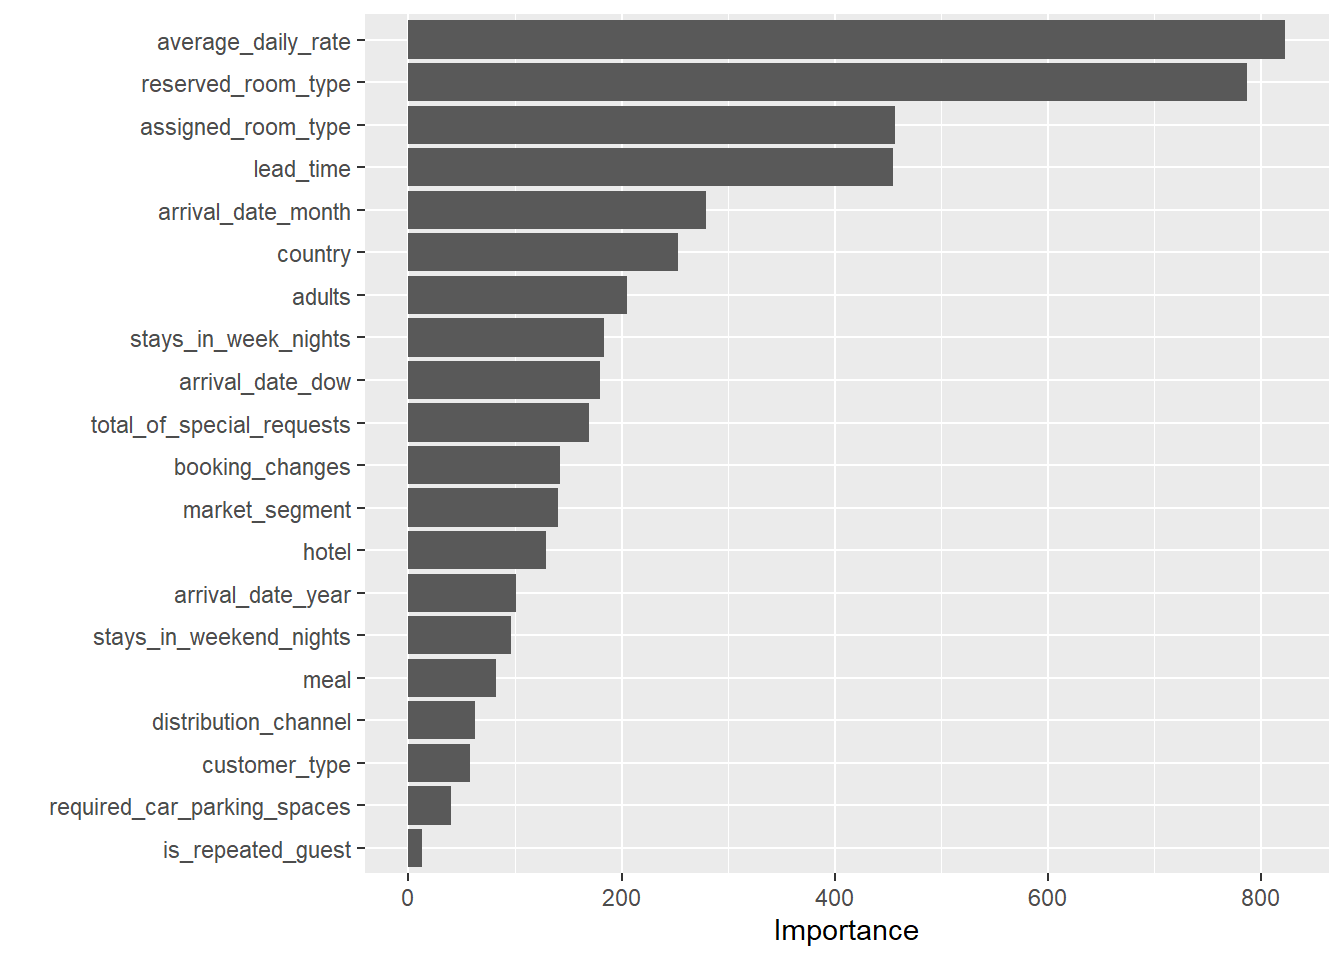 average_daily_rate
reserved_room_type
assigned_room_type
lead_time
arrival_date_month
country
adults
stays_in_week_nights
arrival_date_dow
total_of_special_requests
booking_changes
market_segment
hotel
arrival_date_year
stays_in_weekend_nights
meal
distribution_channel
customer_type
required_car_parking_spaces
is_repeated_guest
0 200 400 600 800
Importance